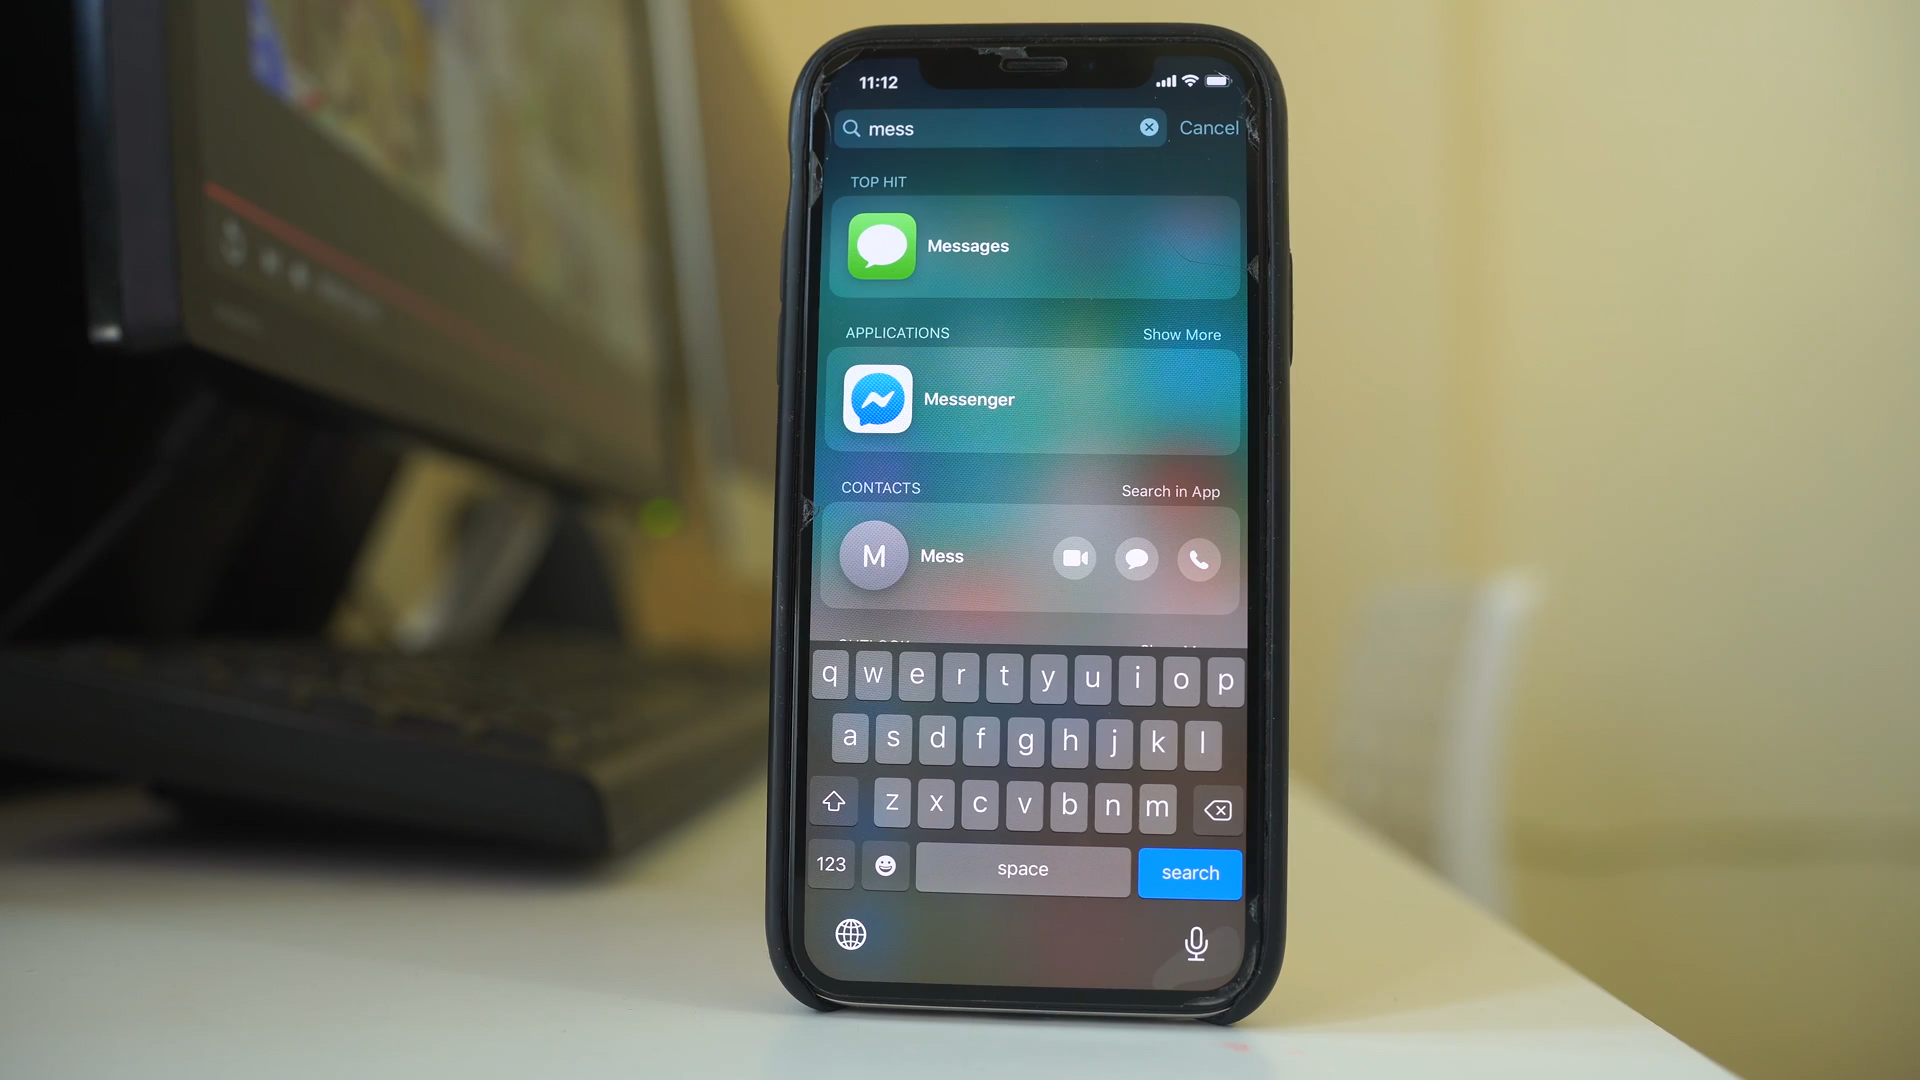 11:12
mess
Cancel
TOP HIT
Messages
APPLICATIONS
Show More
Messenger
CONTACTS
Search in App
M
Mess
q w e r t y u i o p
a s d f g h j k l
z x c v b n m
123
space
search